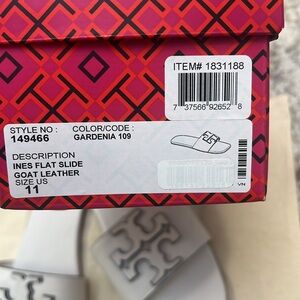 ITEM# 1831188
7 37566 92652 8
STYLE NO :
149466
COLOR/CODE :
GARDENIA 109
DESCRIPTION
INES FLAT SLIDE
GOAT LEATHER
SIZE US
11
VN